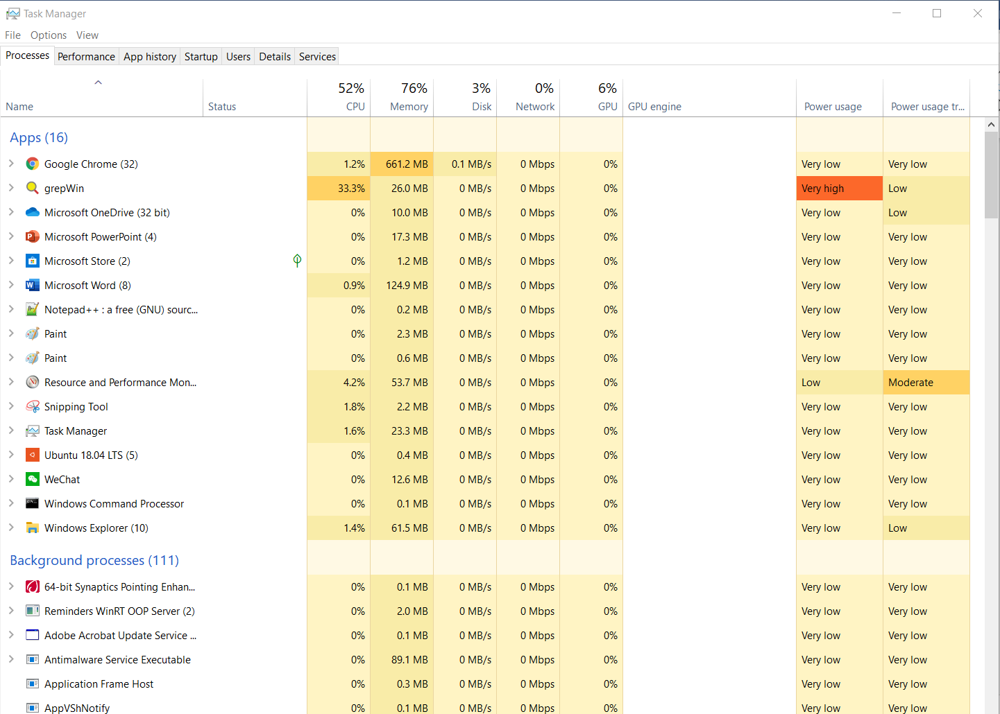 Task Manager
File Options View
Processes Performance App history Startup Users Details Services
52% 76% 3% 0% 6%
Name Status CPU Memory Disk Network GPU GPU engine Power usage Power usage tr...
Apps (16)
Google Chrome (32) 1.2% 661.2 MB 0.1 MB/s 0 Mbps 0% Very low Very low
grepWin 33.3% 26.0 MB 0 MB/s 0 Mbps 0% Very high Low
Microsoft OneDrive (32 bit) 0% 10.0 MB 0 MB/s 0 Mbps 0% Very low Low
Microsoft PowerPoint (4) 0% 17.3 MB 0 MB/s 0 Mbps 0% Very low Very low
Microsoft Store (2) 0% 1.2 MB 0 MB/s 0 Mbps 0% Very low Very low
Microsoft Word (8) 0.9% 124.9 MB 0 MB/s 0 Mbps 0% Very low Very low
Notepad++ : a free (GNU) sourc... 0% 0.2 MB 0 MB/s 0 Mbps 0% Very low Very low
Paint 0% 2.3 MB 0 MB/s 0 Mbps 0% Very low Very low
Paint 0% 0.6 MB 0 MB/s 0 Mbps 0% Very low Very low
Resource and Performance Mon... 4.2% 53.7 MB 0 MB/s 0 Mbps 0% Low Moderate
Snipping Tool 1.8% 2.2 MB 0 MB/s 0 Mbps 0% Very low Very low
Task Manager 1.6% 23.3 MB 0 MB/s 0 Mbps 0% Very low Very low
Ubuntu 18.04 LTS (5) 0% 0.4 MB 0 MB/s 0 Mbps 0% Very low Very low
WeChat 0% 12.6 MB 0 MB/s 0 Mbps 0% Very low Very low
Windows Command Processor 0% 0.1 MB 0 MB/s 0 Mbps 0% Very low Very low
Windows Explorer (10) 1.4% 61.5 MB 0 MB/s 0 Mbps 0% Very low Low
Background processes (111)
64-bit Synaptics Pointing Enhan... 0% 0.1 MB 0 MB/s 0 Mbps 0% Very low Very low
Reminders WinRT OOP Server (2) 0% 2.0 MB 0 MB/s 0 Mbps 0% Very low Very low
Adobe Acrobat Update Service ... 0% 0.1 MB 0 MB/s 0 Mbps 0% Very low Very low
Antimalware Service Executable 0% 89.1 MB 0 MB/s 0 Mbps 0% Very low Very low
Application Frame Host 0% 0.3 MB 0 MB/s 0 Mbps 0% Very low Very low
AppVShNotify 0% 0.1 MB 0 MB/s 0 Mbps 0% Very low Very low